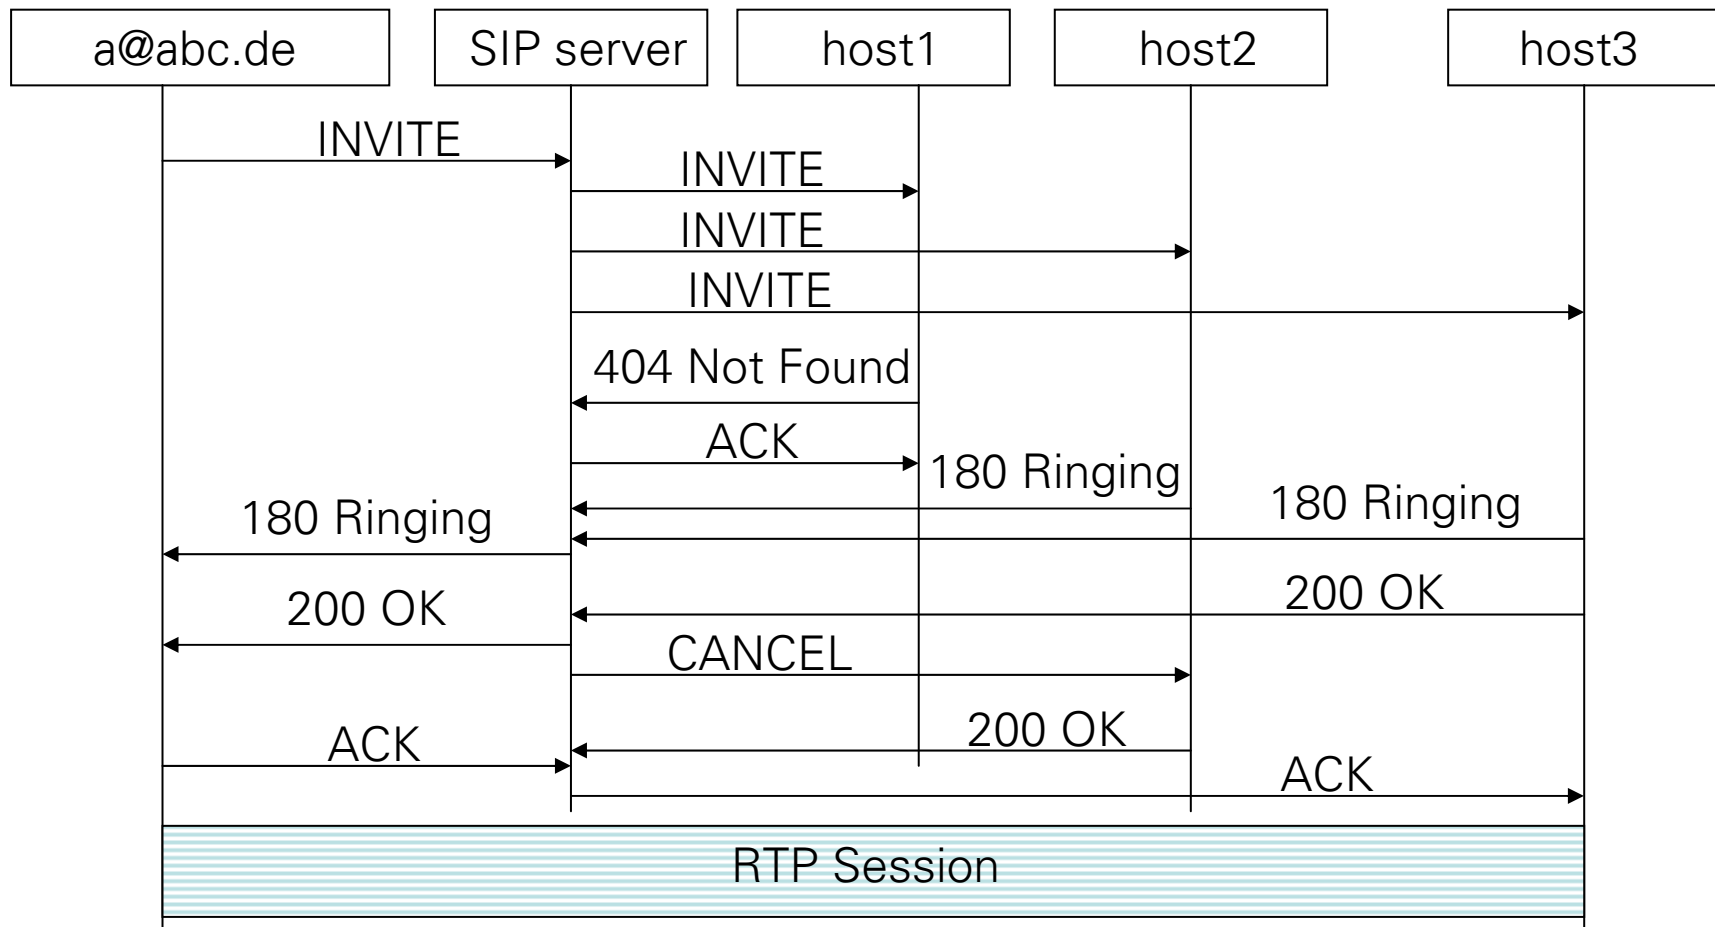 a@abc.de
SIP server
host1
host2
host3
INVITE
INVITE
INVITE
INVITE
404 Not Found
ACK
180 Ringing
180 Ringing
180 Ringing
200 OK
200 OK
CANCEL
200 OK
ACK
ACK
RTP Session